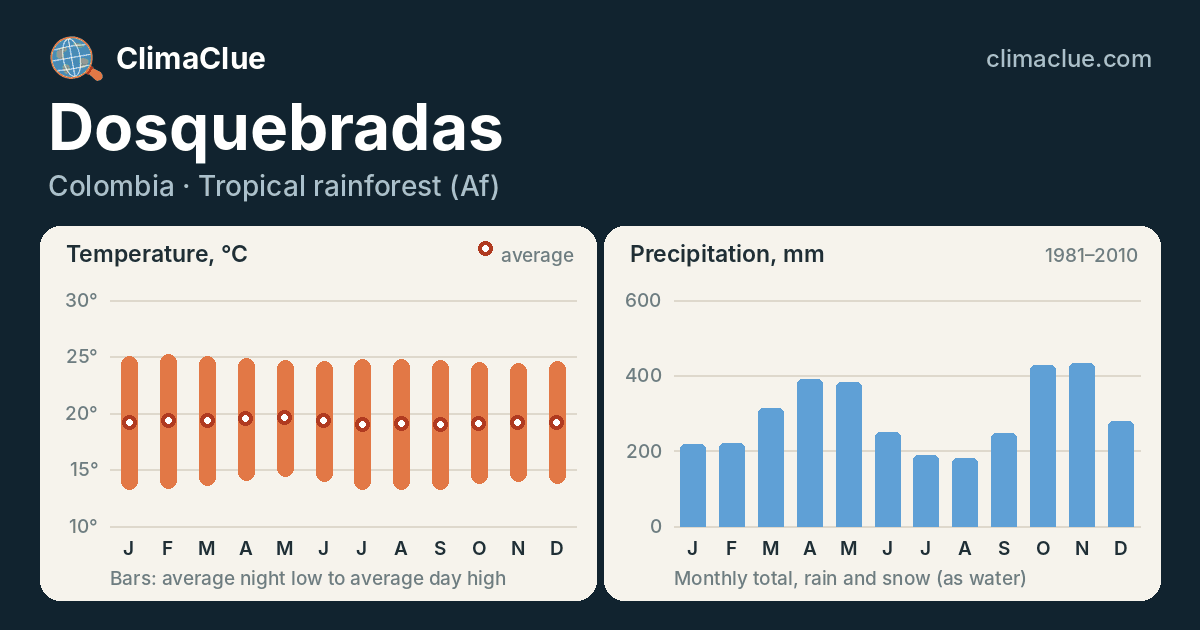 ClimaClue
climaclue.com
Dosquebradas
Colombia · Tropical rainforest (Af)
Temperature, °C
average
30°
25°
20°
15°
10°
J F M A M J J A S O N D
Bars: average night low to average day high
Precipitation, mm
1981–2010
600
400
200
0
J F M A M J J A S O N D
Monthly total, rain and snow (as water)